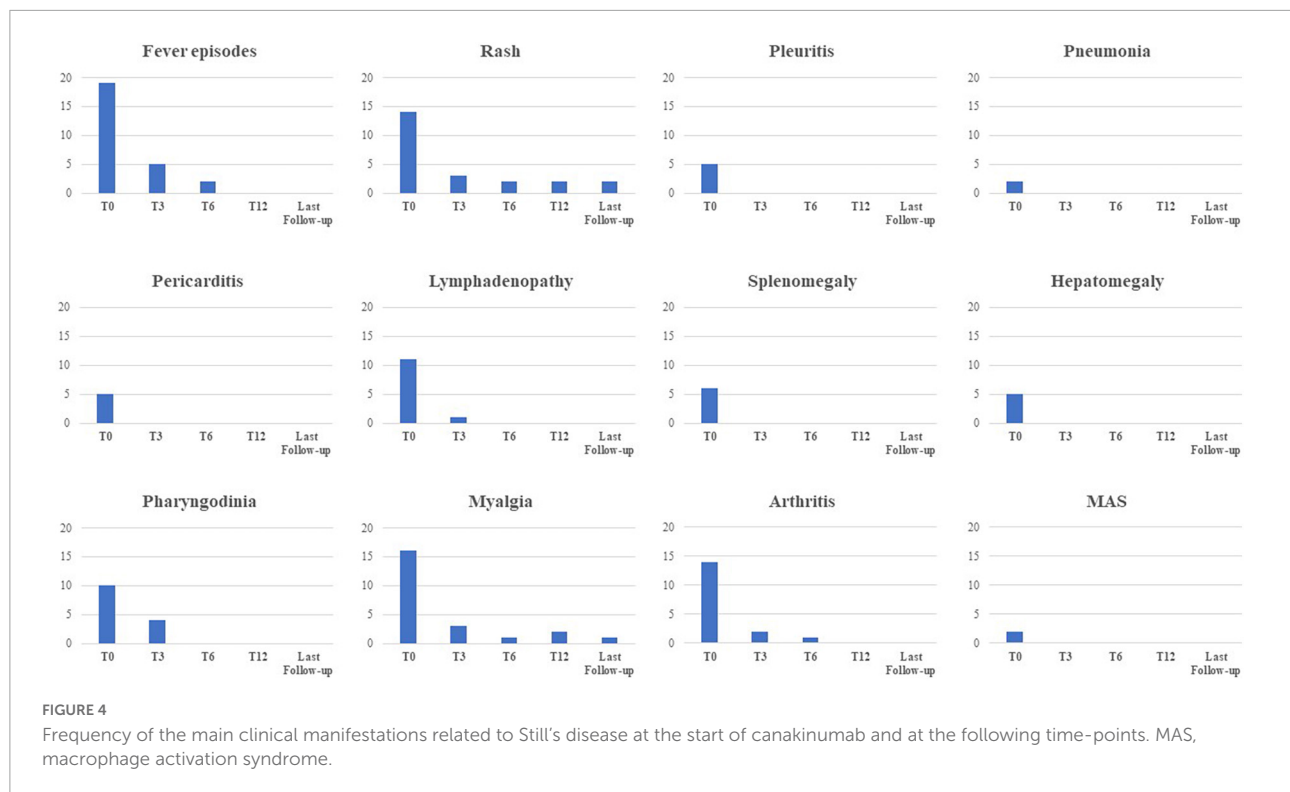 Fever episodes
20
15
10
5
0
T0 T3 T6 T12 Last
Follow-up
Rash
20
15
10
5
0
T0 T3 T6 T12 Last
Follow-up
Pleuritis
20
15
10
5
0
T0 T3 T6 T12 Last
Follow-up
Pneumonia
20
15
10
5
0
T0 T3 T6 T12 Last
Follow-up
Pericarditis
20
15
10
5
0
T0 T3 T6 T12 Last
Follow-up
Lymphadenopathy
20
15
10
5
0
T0 T3 T6 T12 Last
Follow-up
Splenomegaly
20
15
10
5
0
T0 T3 T6 T12 Last
Follow-up
Hepatomegaly
20
15
10
5
0
T0 T3 T6 T12 Last
Follow-up
Pharyngodinia
20
15
10
5
0
T0 T3 T6 T12 Last
Follow-up
Myalgia
20
15
10
5
0
T0 T3 T6 T12 Last
Follow-up
Arthritis
20
15
10
5
0
T0 T3 T6 T12 Last
Follow-up
MAS
20
15
10
5
0
T0 T3 T6 T12 Last
Follow-up
FIGURE 4
Frequency of the main clinical manifestations related to Still’s disease at the start of canakinumab and at the following time-points. MAS,
macrophage activation syndrome.